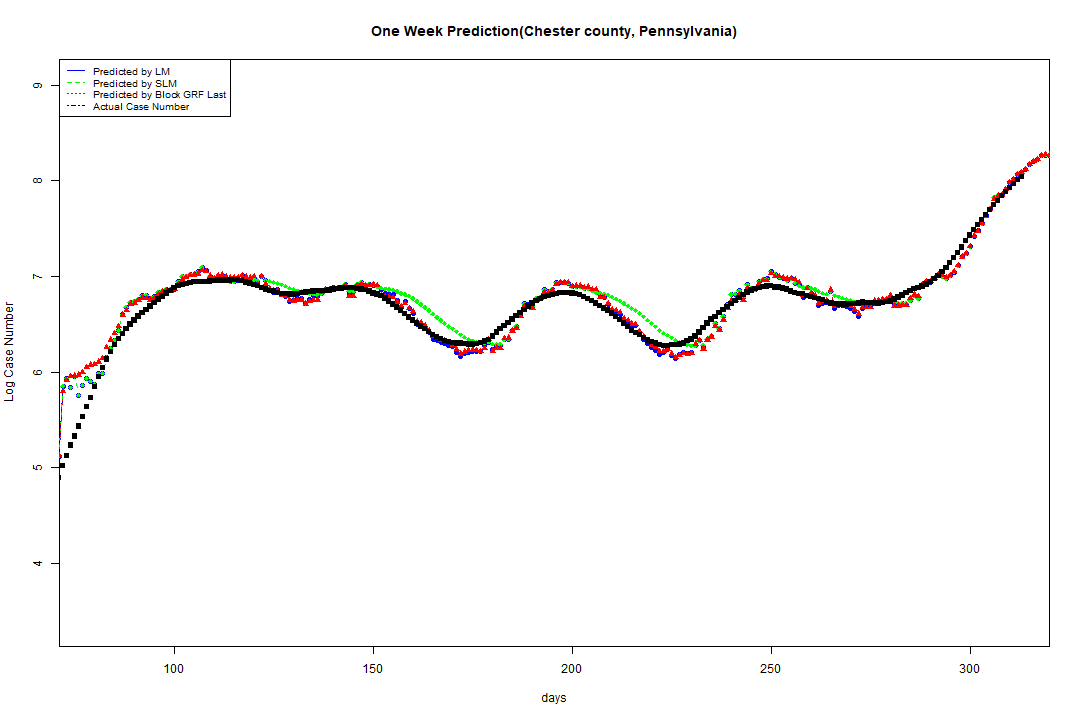 One Week Prediction(Chester county, Pennsylvania)
Predicted by LM
Predicted by SLM
Predicted by Block GRF Last
Actual Case Number
9
8
7
6
5
4
Log Case Number
100 150 200 250 300
days